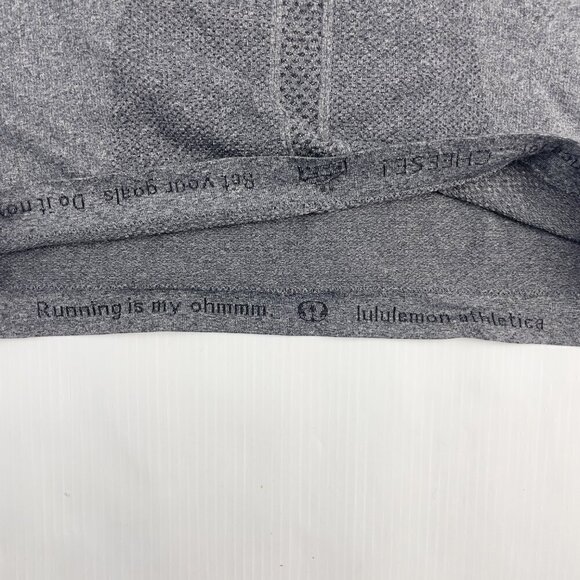 Set your goals. Do it now
CHEESE!
Running is my ohmmm. lululemon athletica